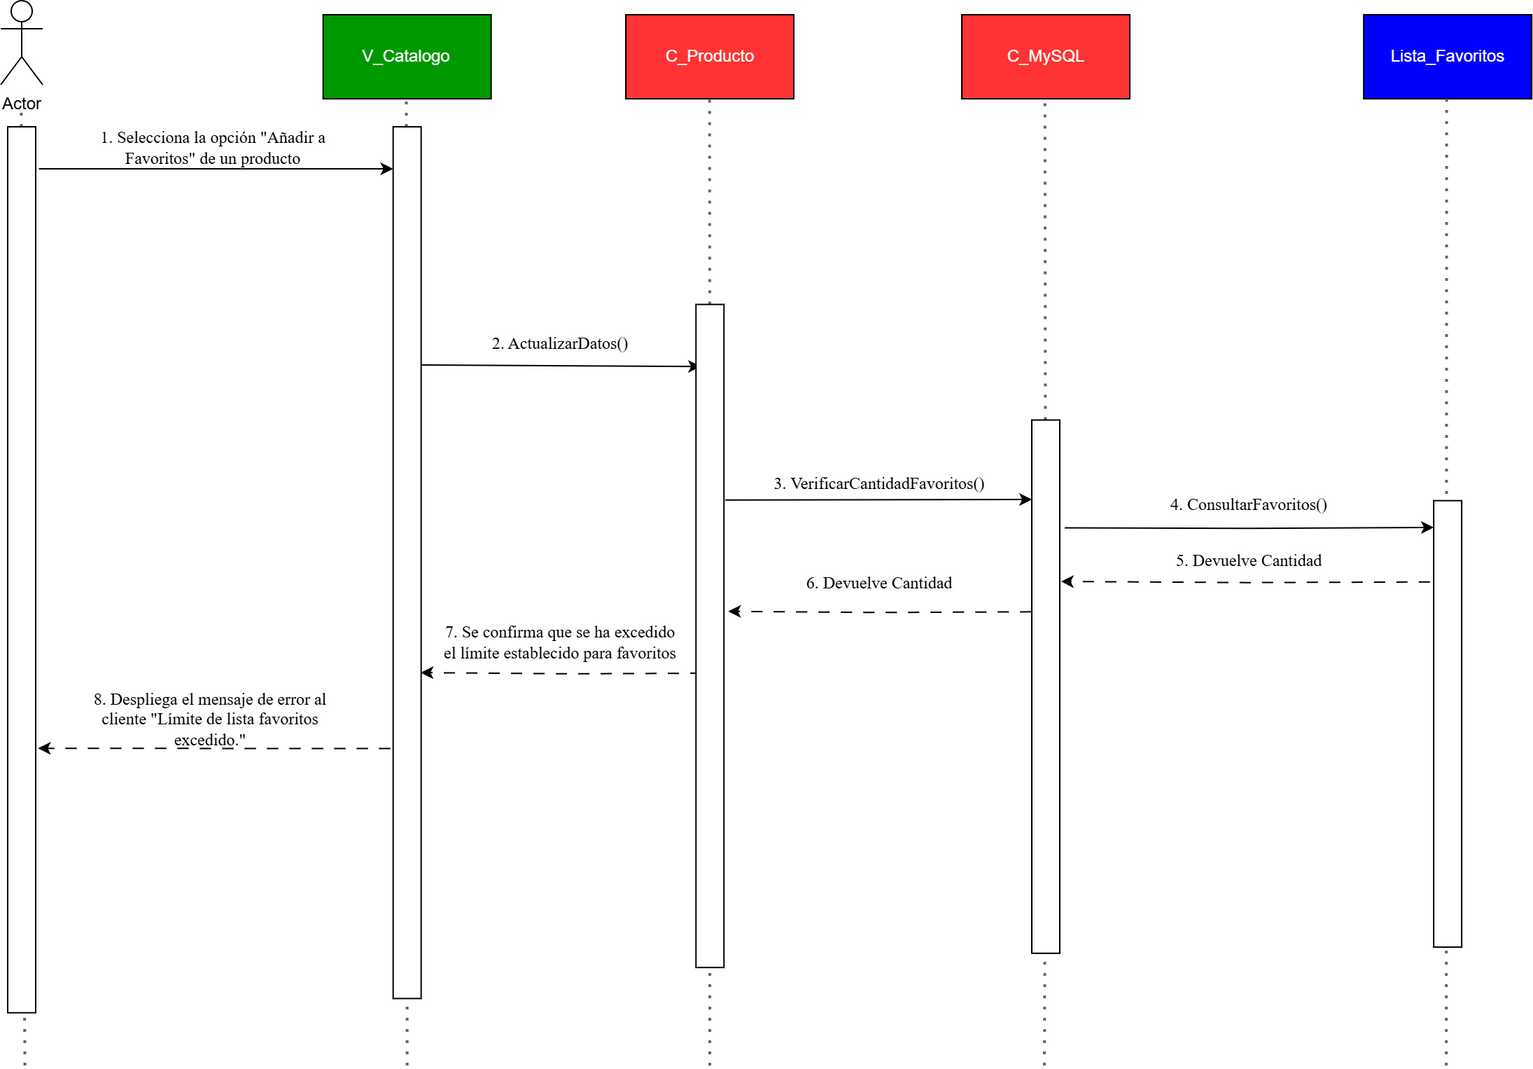 Actor
V_Catalogo
C_Producto
C_MySQL
Lista_Favoritos
1. Selecciona la opción "Añadir a
Favoritos" de un producto
2. ActualizarDatos()
3. VerificarCantidadFavoritos()
4. ConsultarFavoritos()
5. Devuelve Cantidad
6. Devuelve Cantidad
7. Se confirma que se ha excedido
el límite establecido para favoritos
8. Despliega el mensaje de error al
cliente "Límite de lista favoritos
excedido."